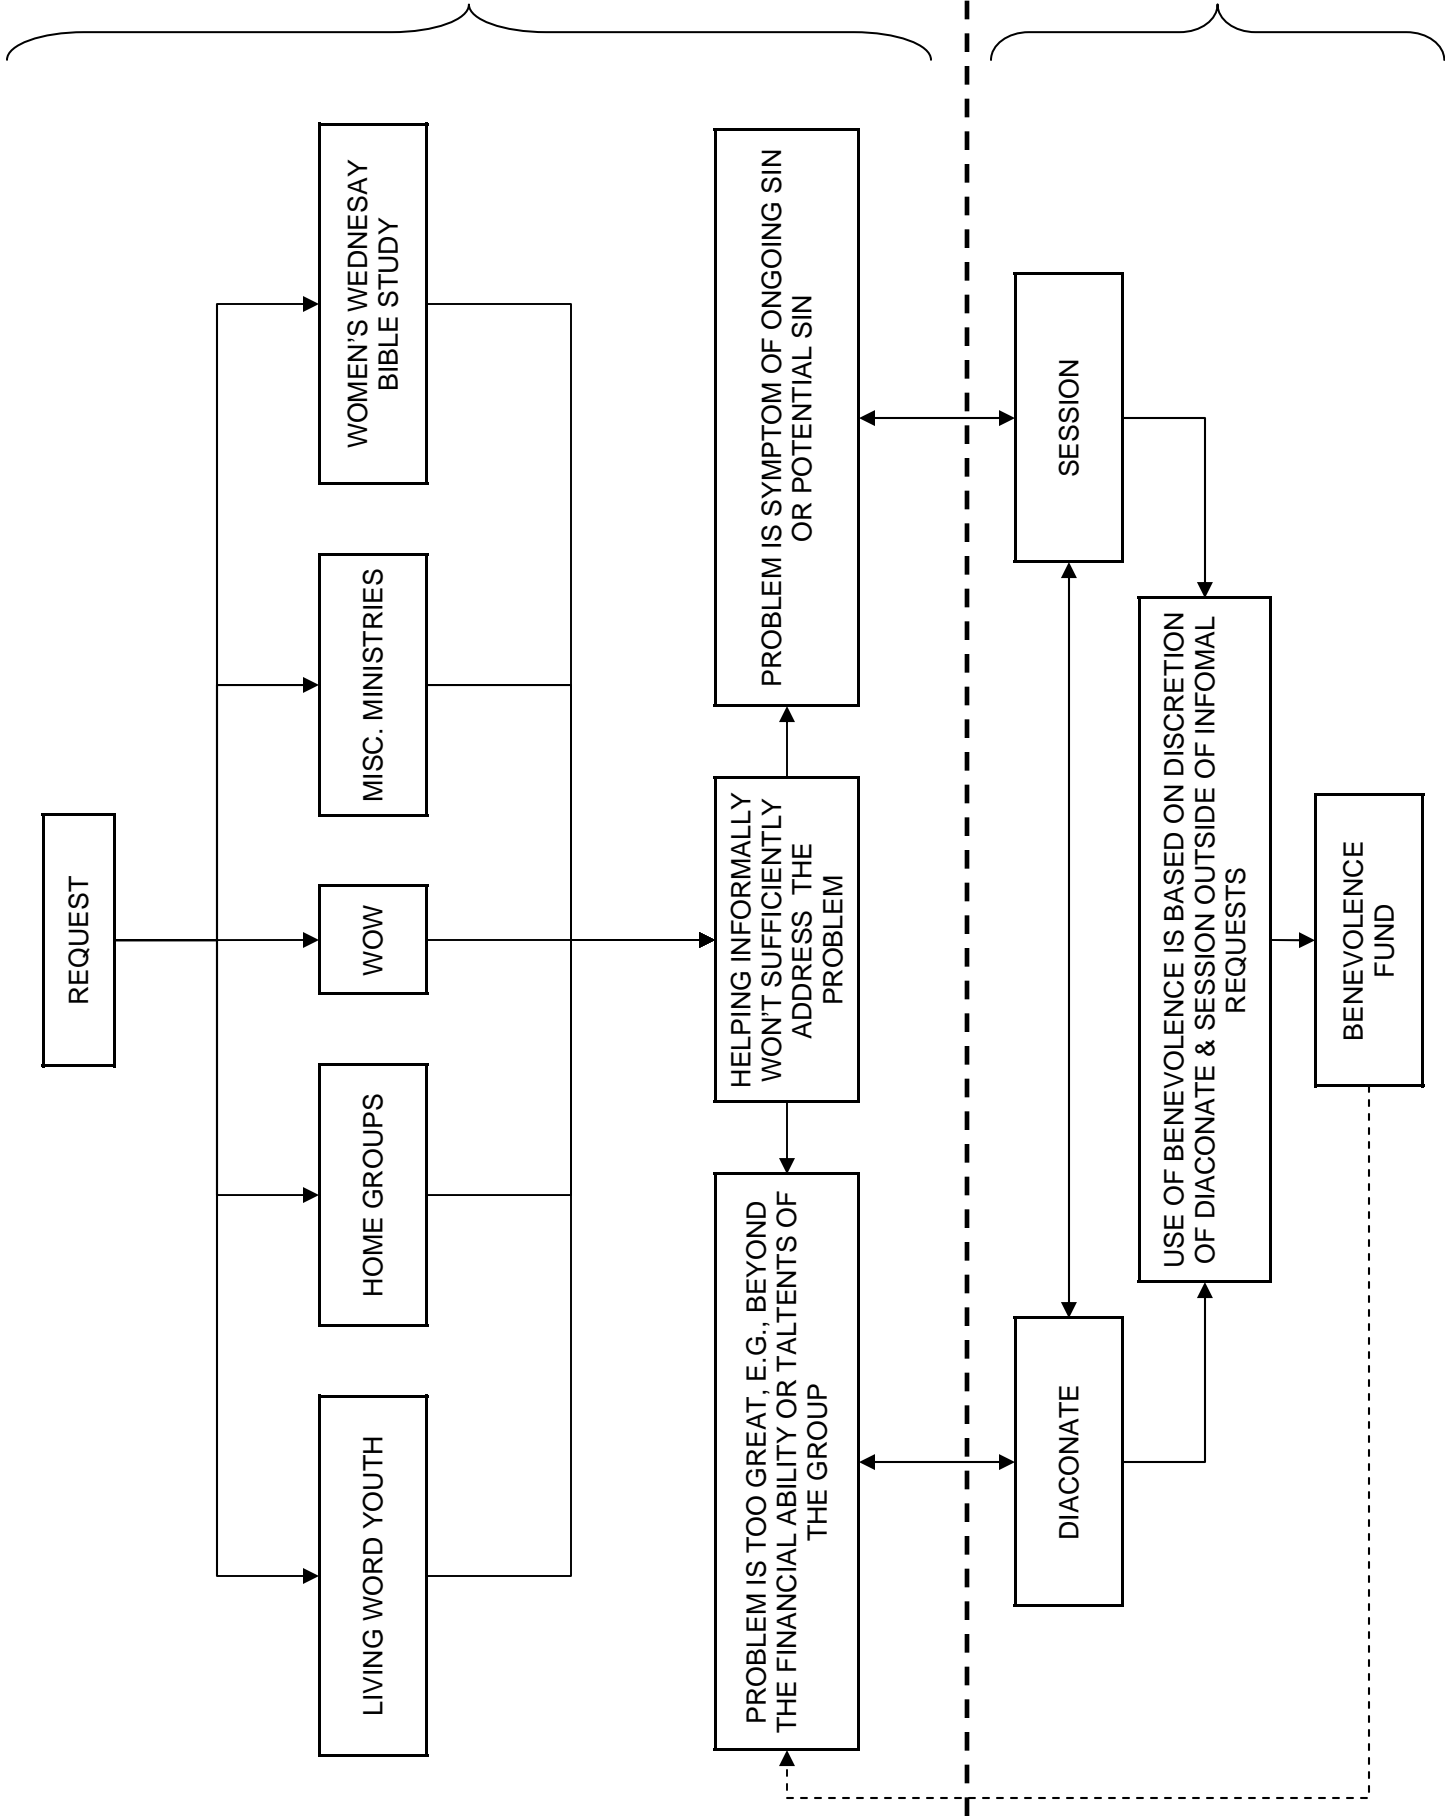 REQUEST
LIVING WORD YOUTH
HOME GROUPS
WOW
MISC. MINISTRIES
WOMEN'S WEDNESAY
BIBLE STUDY
PROBLEM IS TOO GREAT, E.G., BEYOND
THE FINANCIAL ABILITY OR TALTENTS OF
THE GROUP
HELPING INFORMALLY
WON'T SUFFICIENTLY
ADDRESS THE
PROBLEM
PROBLEM IS SYMPTOM OF ONGOING SIN
OR POTENTIAL SIN
DIACONATE
SESSION
USE OF BENEVOLENCE IS BASED ON DISCRETION
OF DIACONATE & SESSION OUTSIDE OF INFOMAL
REQUESTS
BENEVOLENCE
FUND